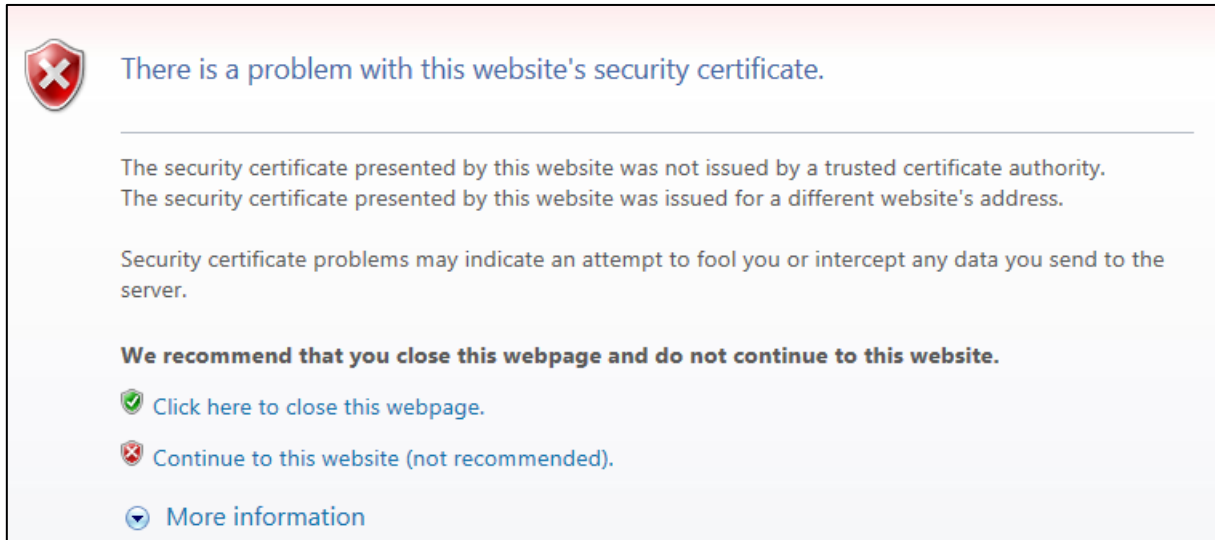 There is a problem with this website's security certificate.
The security certificate presented by this website was not issued by a trusted certificate authority.
The security certificate presented by this website was issued for a different website's address.
Security certificate problems may indicate an attempt to fool you or intercept any data you send to the
server.
We recommend that you close this webpage and do not continue to this website.
Click here to close this webpage.
Continue to this website (not recommended).
More information